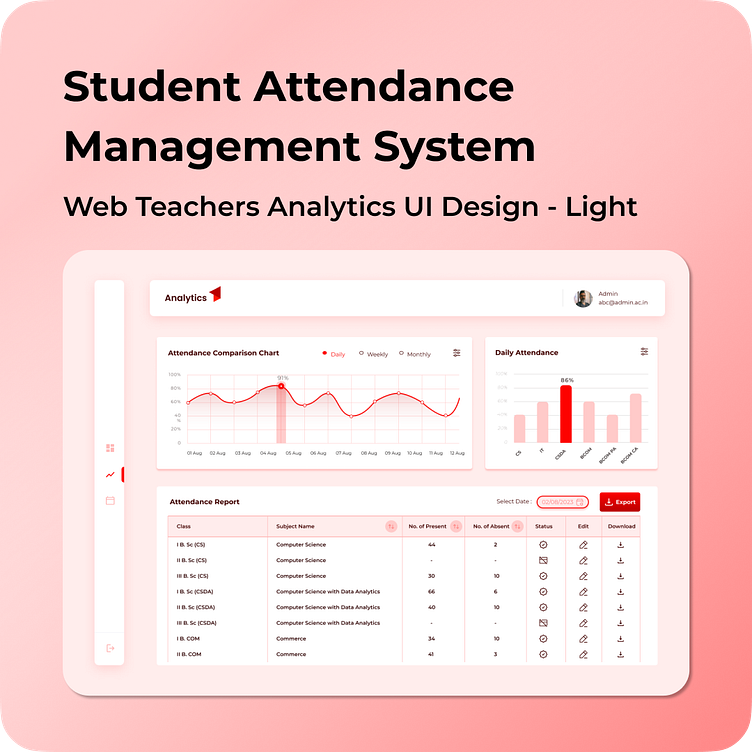 Student Attendance
Management System
Web Teachers Analytics UI Design - Light
Analytics
Admin
abc@admin.ac.in
Attendance Comparison Chart
Daily
Weekly
Monthly
91%
100%
80%
60%
40
%
20%
0
01 Aug 02 Aug 03 Aug 04 Aug 05 Aug 06 Aug 07 Aug 08 Aug 09 Aug 10 Aug 11 Aug 12 Aug
Daily Attendance
86%
100%
80%
60%
40%
20%
0
CS IT CSDA BCOM BCOM PA BCOM CA
Attendance Report
Select Date :
02/08/2023
Export
Class Subject Name No. of Present No. of Absent Status Edit Download
I B. Sc (CS) Computer Science 44 2
II B. Sc (CS) Computer Science - -
III B. Sc (CS) Computer Science 30 10
I B. Sc (CSDA) Computer Science with Data Analytics 66 6
II B. Sc (CSDA) Computer Science with Data Analytics 40 10
III B. Sc (CSDA) Computer Science with Data Analytics - -
I B. COM Commerce 34 10
II B. COM Commerce 41 3